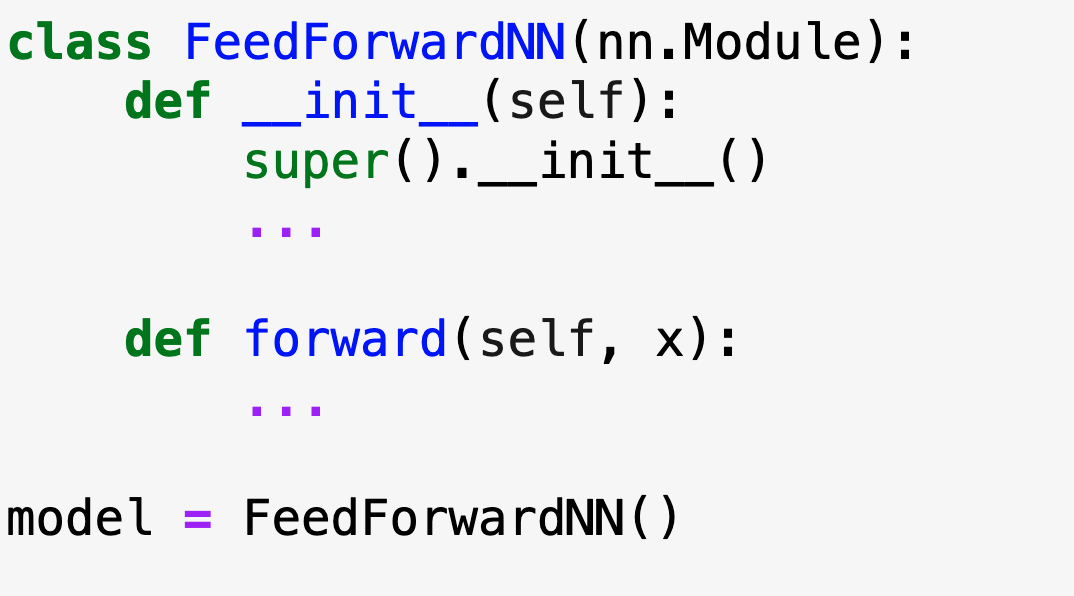 class FeedForwardNN(nn.Module):
    def __init__(self):
        super().__init__()
        ...
    def forward(self, x):
        ...
model = FeedForwardNN()